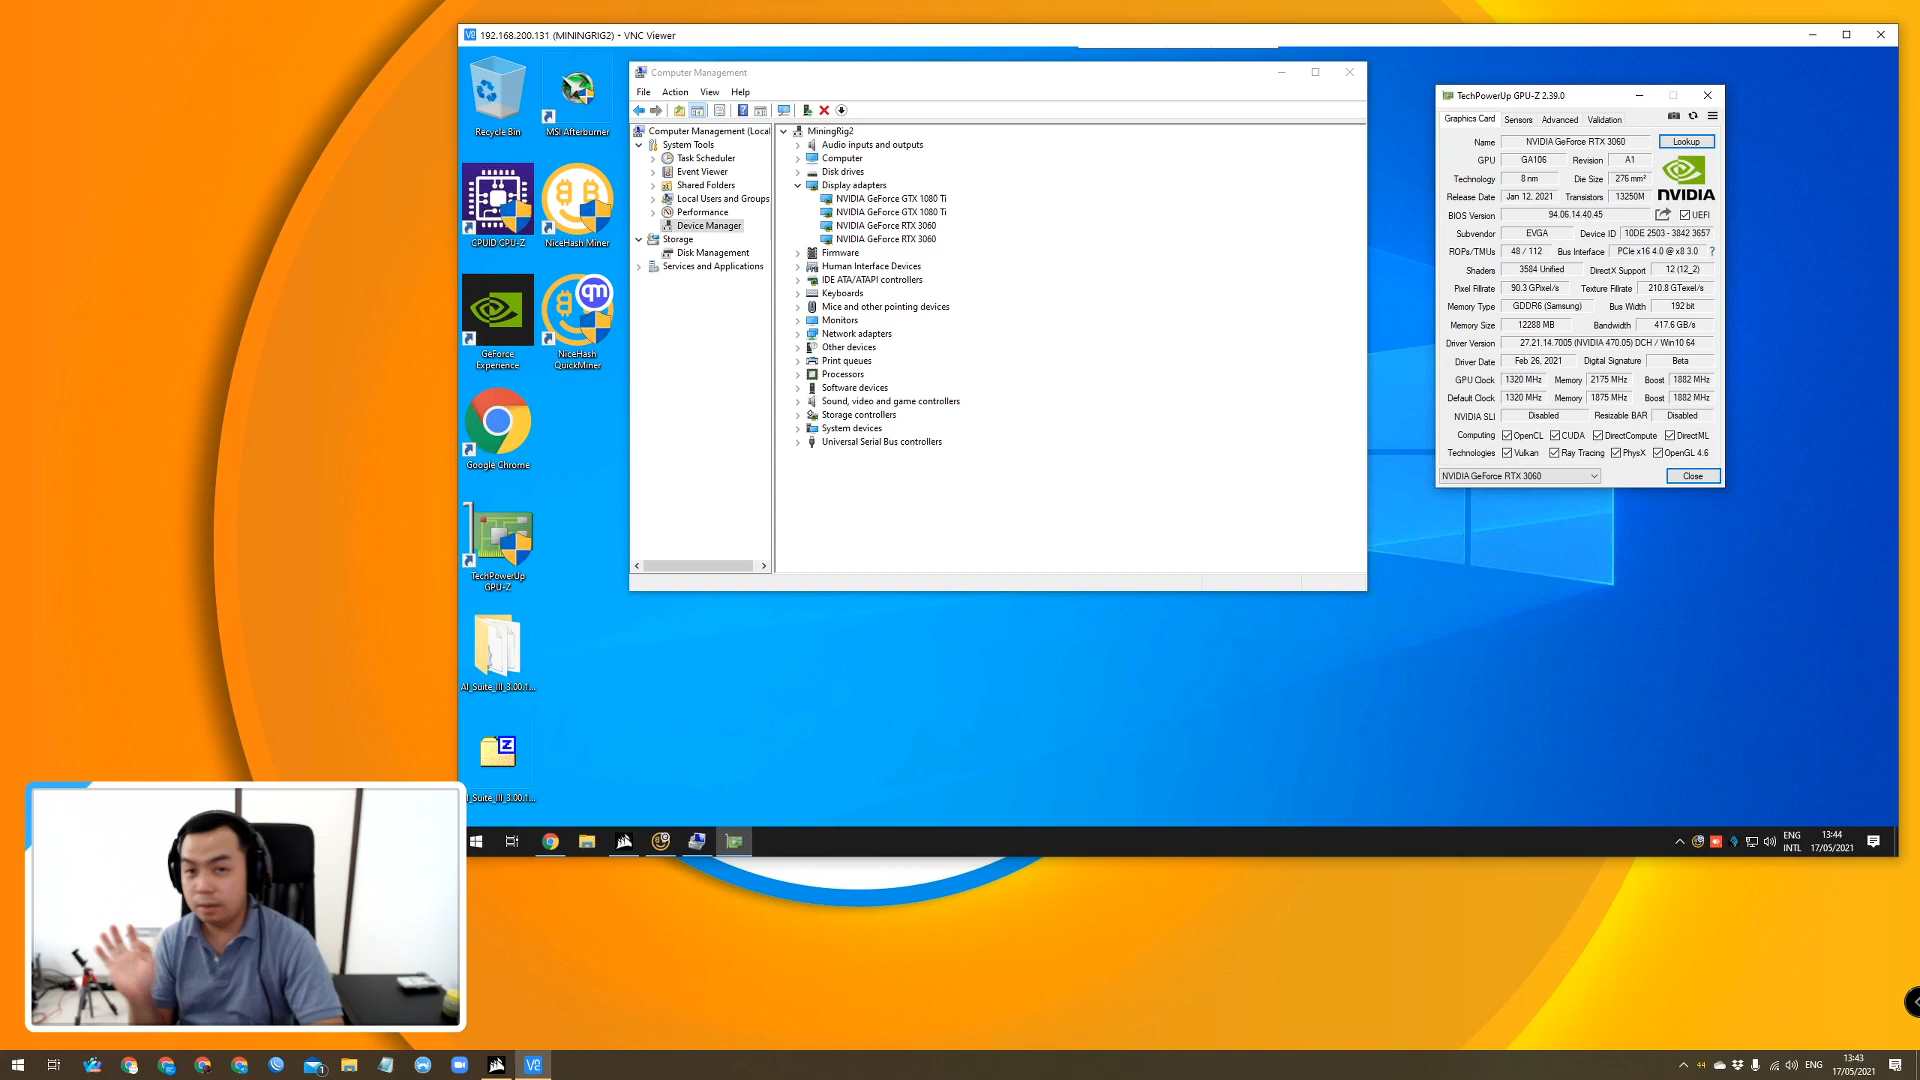 192.168.200.131 (MININGRIG2) - VNC Viewer
Recycle Bin
MSI Afterburner
CPUID CPU-Z
NiceHash Miner
GeForce
Experience
NiceHash
QuickMiner
Google Chrome
TechPowerUp
GPU-Z
AI_Suite_III_3.00.1...
I_Suite_III_3.00.1...
Computer Management
File Action View Help
Computer Management (Local
System Tools
Task Scheduler
Event Viewer
Shared Folders
Local Users and Groups
Performance
Device Manager
Storage
Disk Management
Services and Applications
MiningRig2
Audio inputs and outputs
Computer
Disk drives
Display adapters
NVIDIA GeForce GTX 1080 Ti
NVIDIA GeForce GTX 1080 Ti
NVIDIA GeForce RTX 3060
NVIDIA GeForce RTX 3060
Firmware
Human Interface Devices
IDE ATA/ATAPI controllers
Keyboards
Mice and other pointing devices
Monitors
Network adapters
Other devices
Print queues
Processors
Software devices
Sound, video and game controllers
Storage controllers
System devices
Universal Serial Bus controllers
TechPowerUp GPU-Z 2.39.0
Graphics Card Sensors Advanced Validation
Name NVIDIA GeForce RTX 3060 Lookup
GPU GA106 Revision A1
Technology 8 nm Die Size 276 mm²
Release Date Jan 12, 2021 Transistors 13250M
NVIDIA
BIOS Version 94.06.14.40.45 UEFI
Subvendor EVGA Device ID 10DE 2503 - 3842 3657
ROPs/TMUs 48 / 112 Bus Interface PCIe x16 4.0 @ x8 3.0 ?
Shaders 3584 Unified DirectX Support 12 (12_2)
Pixel Fillrate 90.3 GPixel/s Texture Fillrate 210.8 GTexel/s
Memory Type GDDR6 (Samsung) Bus Width 192 bit
Memory Size 12288 MB Bandwidth 417.6 GB/s
Driver Version 27.21.14.7005 (NVIDIA 470.05) DCH / Win10 64
Driver Date Feb 26, 2021 Digital Signature Beta
GPU Clock 1320 MHz Memory 2175 MHz Boost 1882 MHz
Default Clock 1320 MHz Memory 1875 MHz Boost 1882 MHz
NVIDIA SLI Disabled Resizable BAR Disabled
Computing OpenCL CUDA DirectCompute DirectML
Technologies Vulkan Ray Tracing PhysX OpenGL 4.6
NVIDIA GeForce RTX 3060 Close
ENG
INTL
13:44
17/05/2021
44
ENG
13:43
17/05/2021